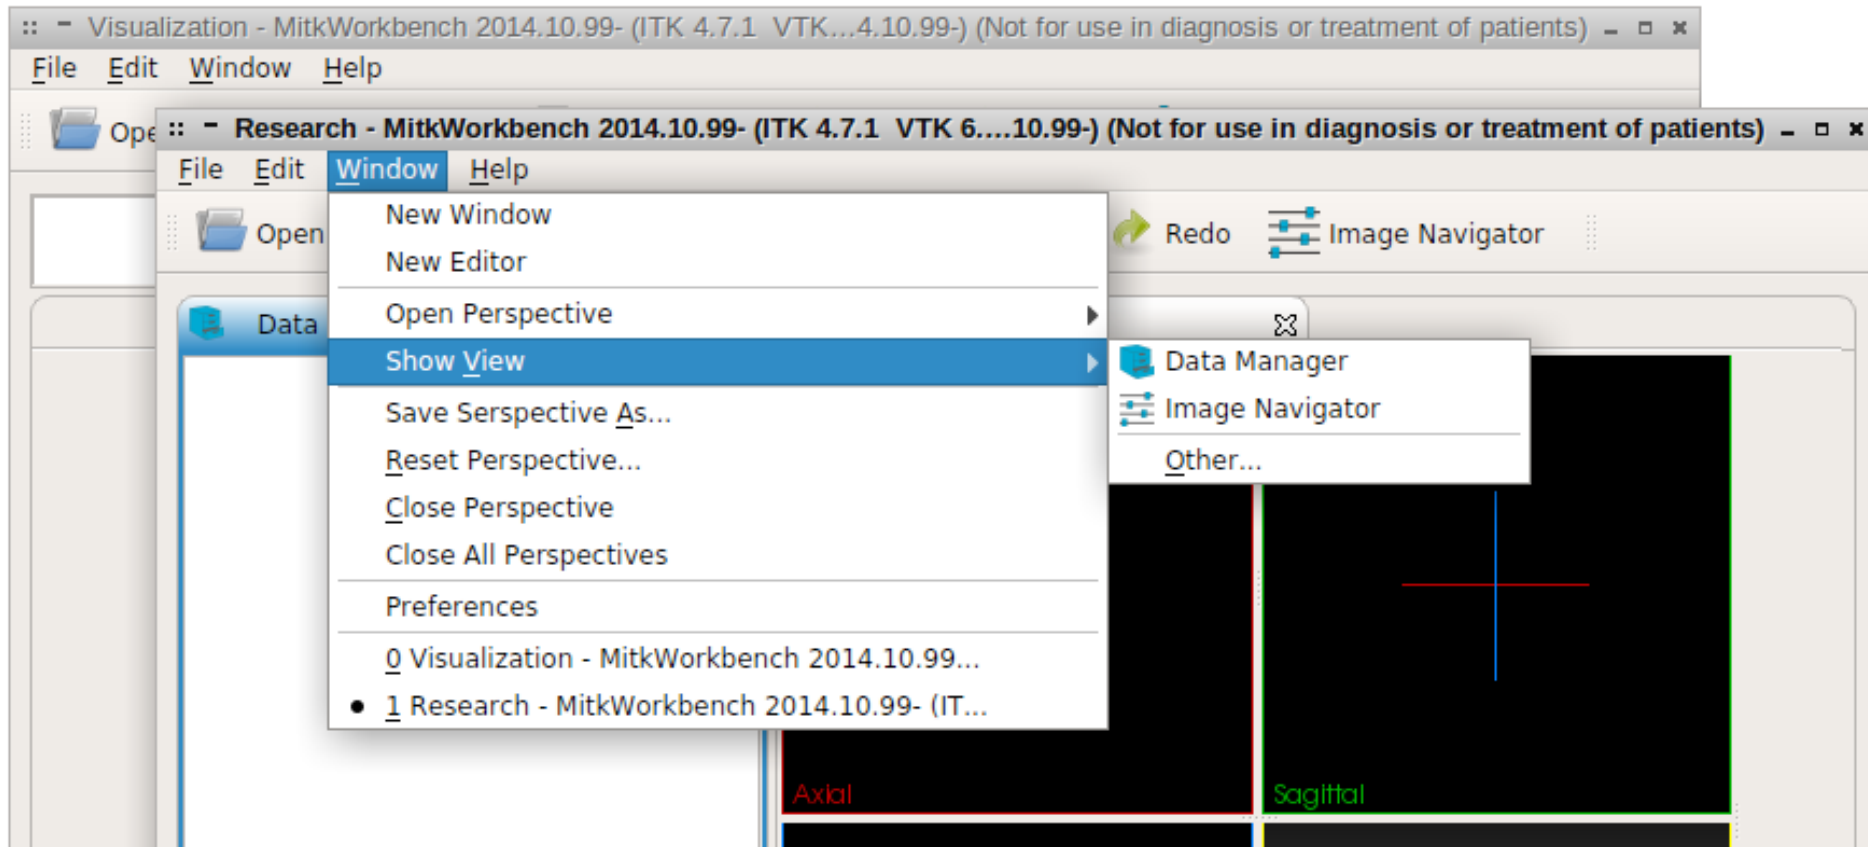 Visualization - MitkWorkbench 2014.10.99- (ITK 4.7.1 VTK...4.10.99-) (Not for use in diagnosis or treatment of patients)
File Edit Window Help
Ope
Research - MitkWorkbench 2014.10.99- (ITK 4.7.1 VTK 6....10.99-) (Not for use in diagnosis or treatment of patients)
File Edit Window Help
Open
Redo
Image Navigator
Data
New Window
New Editor
Open Perspective
Show View
Save Serspective As...
Reset Perspective...
Close Perspective
Close All Perspectives
Preferences
0 Visualization - MitkWorkbench 2014.10.99...
1 Research - MitkWorkbench 2014.10.99- (IT...
Data Manager
Image Navigator
Other...
Axial
Sagittal